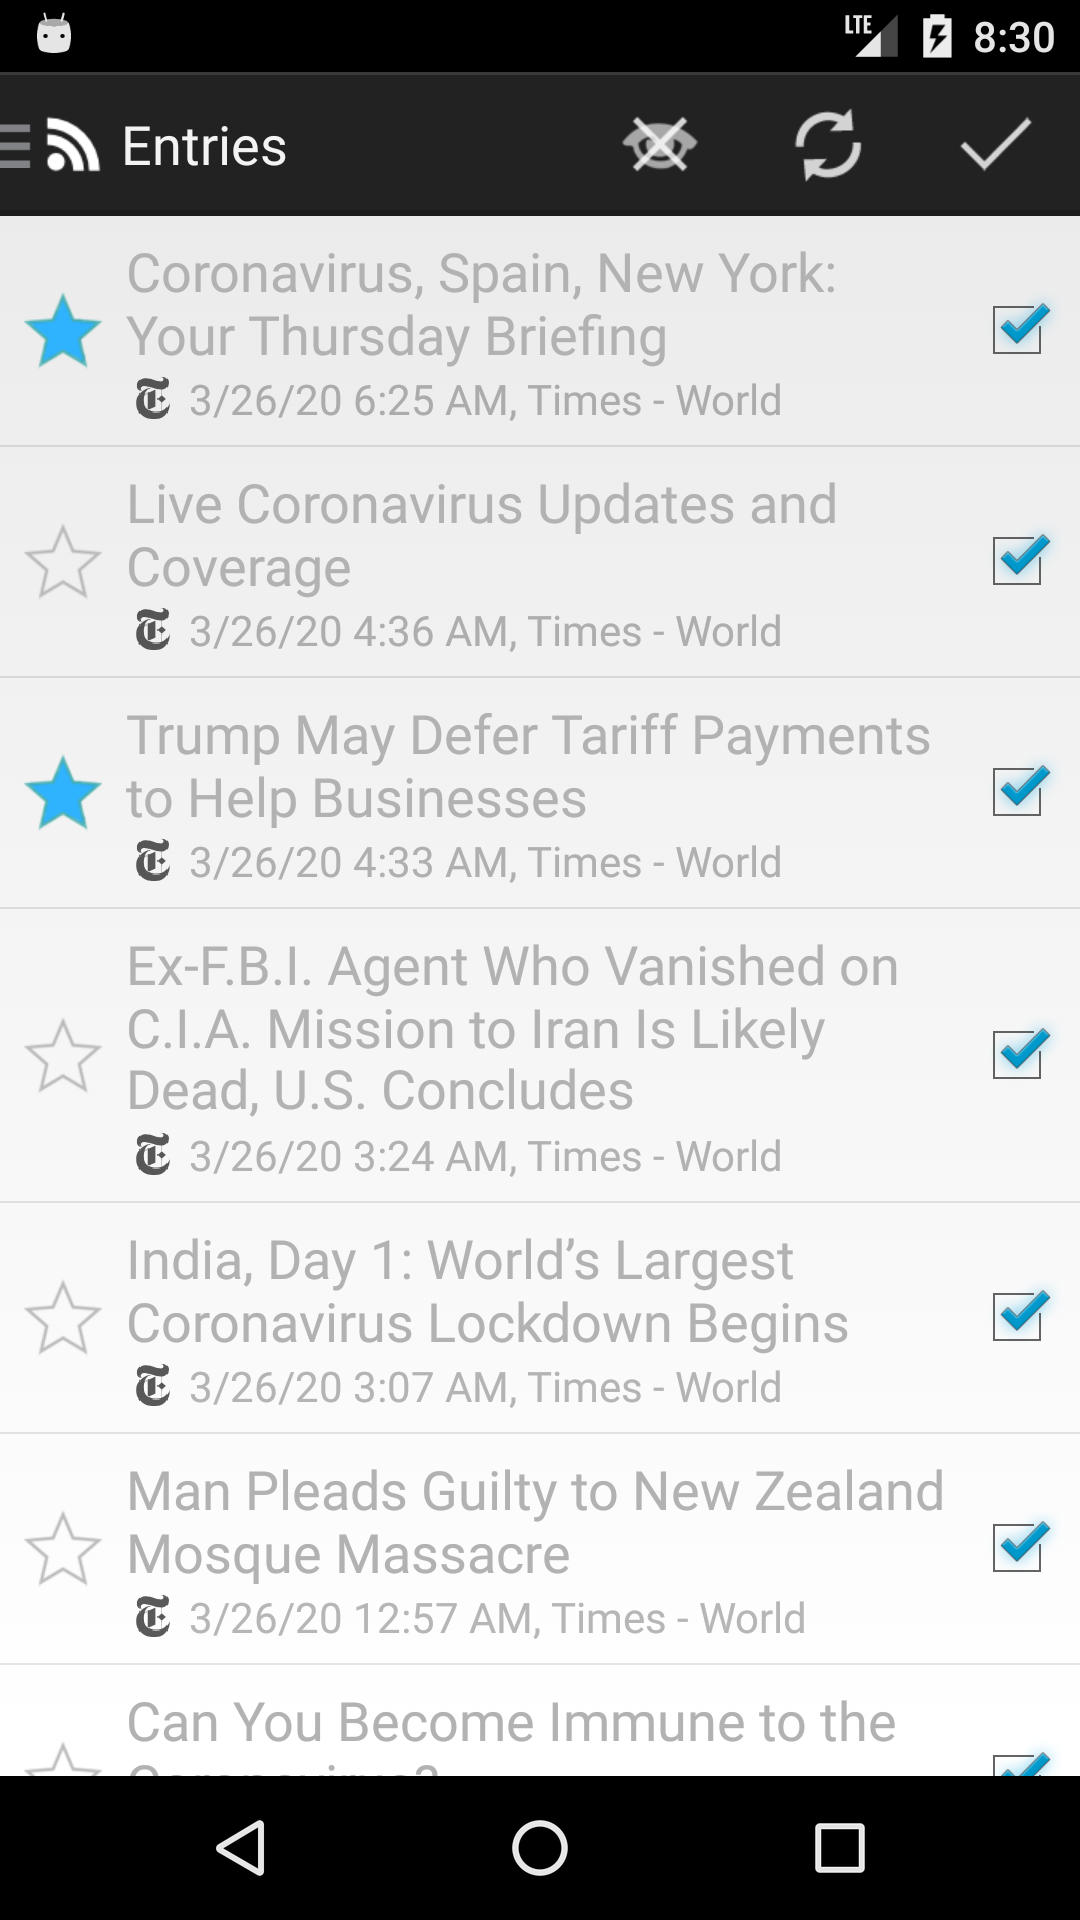 LTE 8:30
Entries
Coronavirus, Spain, New York:
Your Thursday Briefing
3/26/20 6:25 AM, Times - World
Live Coronavirus Updates and
Coverage
3/26/20 4:36 AM, Times - World
Trump May Defer Tariff Payments
to Help Businesses
3/26/20 4:33 AM, Times - World
Ex-F.B.I. Agent Who Vanished on
C.I.A. Mission to Iran Is Likely
Dead, U.S. Concludes
3/26/20 3:24 AM, Times - World
India, Day 1: World’s Largest
Coronavirus Lockdown Begins
3/26/20 3:07 AM, Times - World
Man Pleads Guilty to New Zealand
Mosque Massacre
3/26/20 12:57 AM, Times - World
Can You Become Immune to the
Coronavirus?